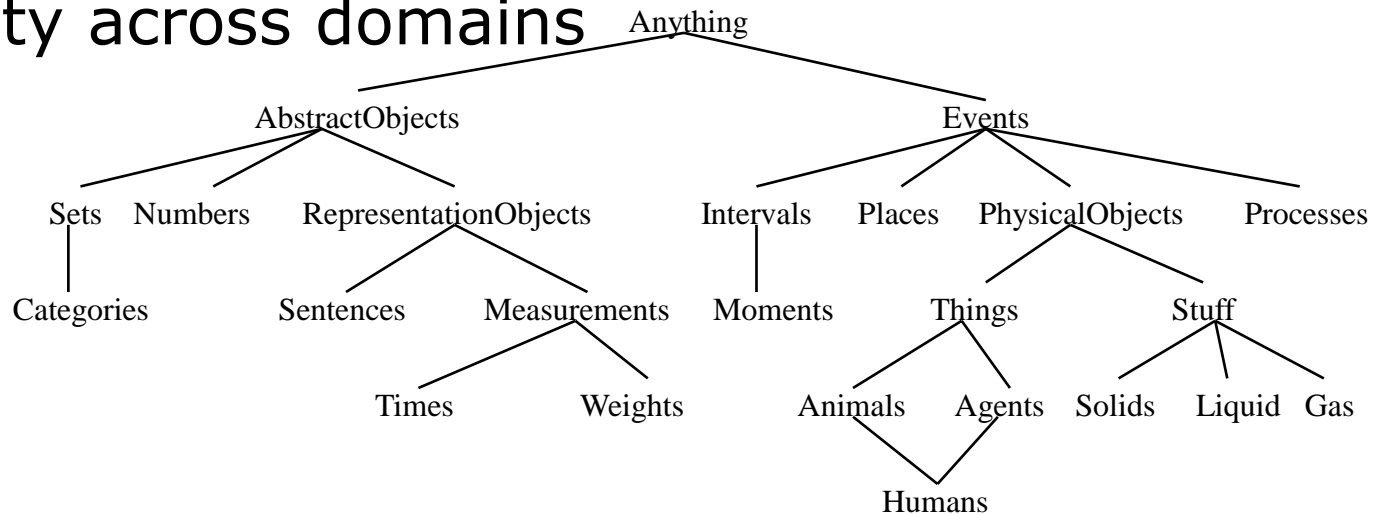 ty across domains
Anything
AbstractObjects Events
Sets Numbers RepresentationObjects Intervals Places PhysicalObjects Processes
Categories Sentences Measurements Moments Things Stuff
Times Weights Animals Agents Solids Liquid Gas
Humans